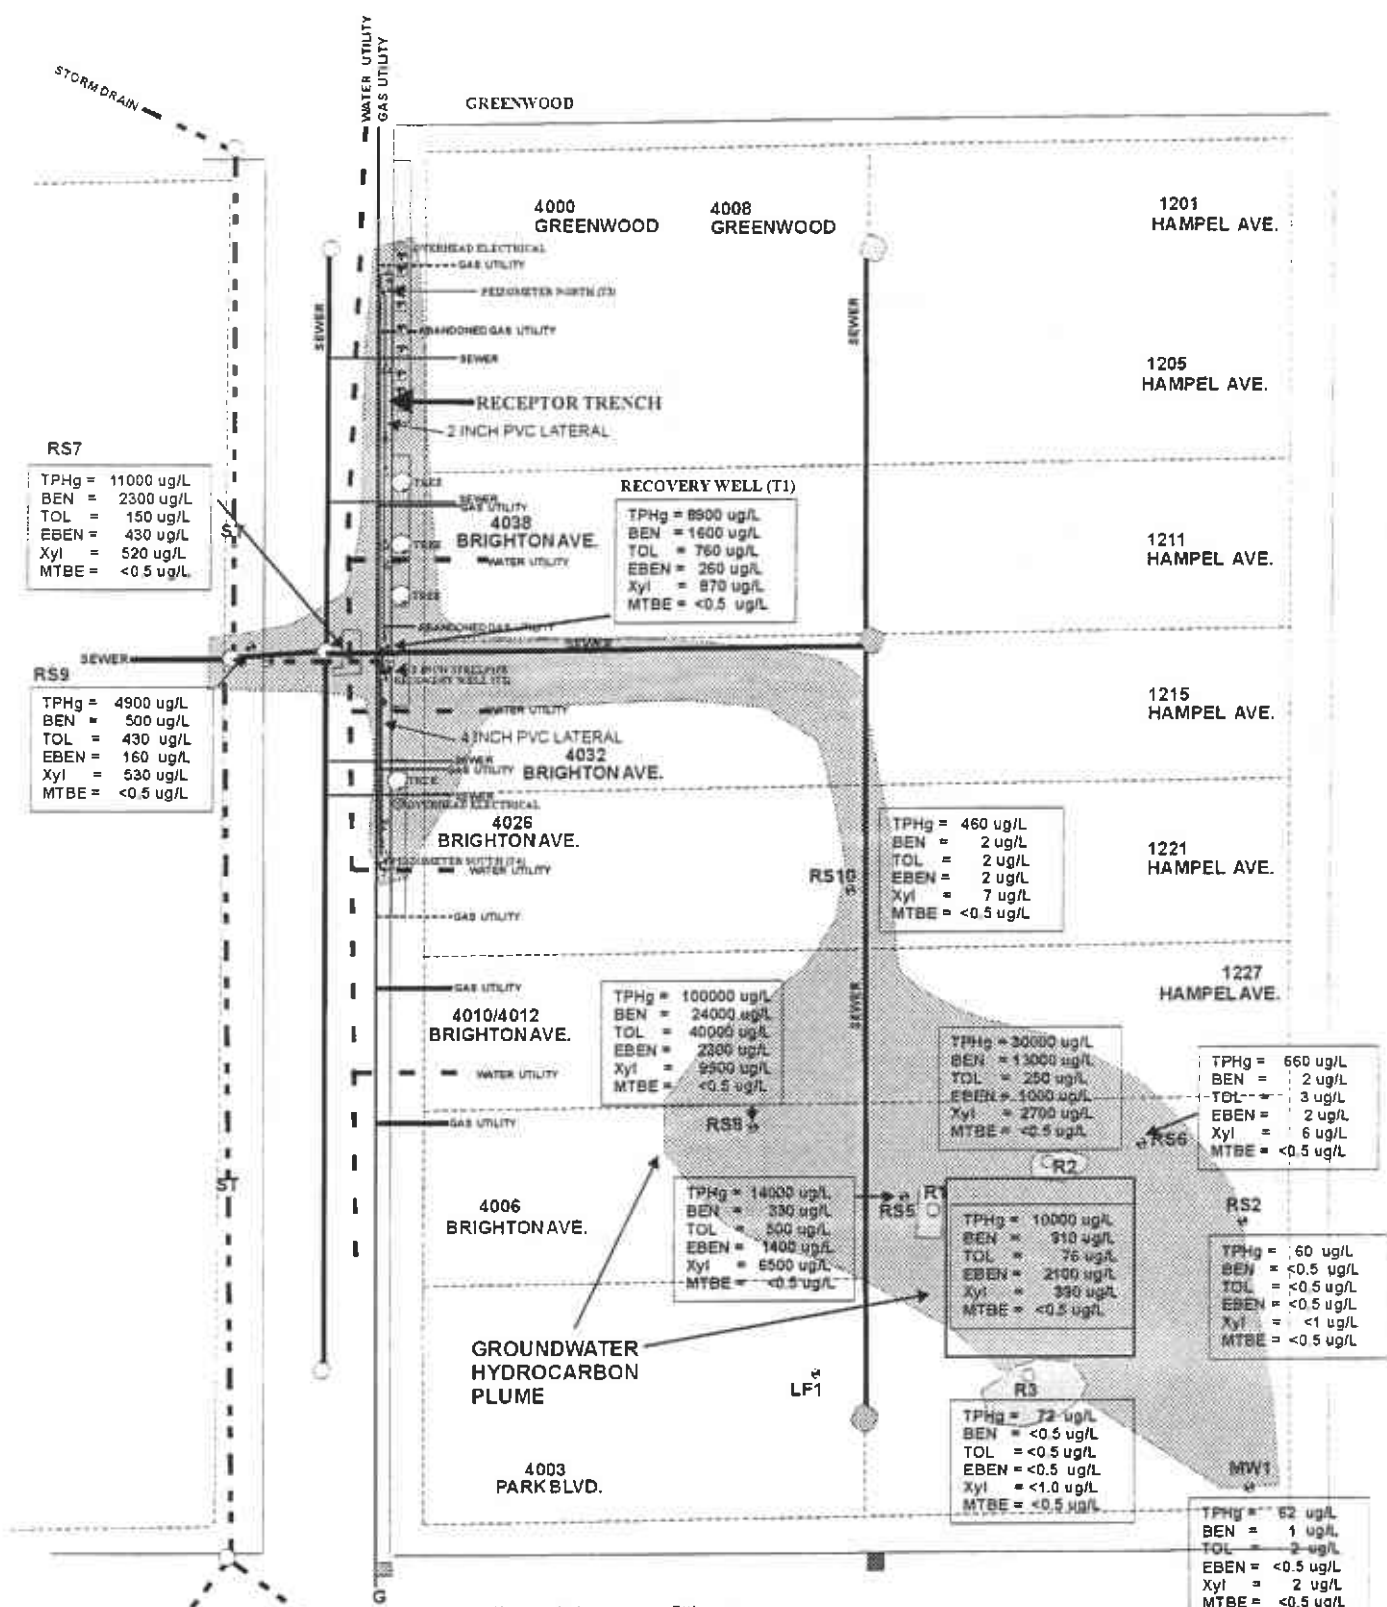 WATER UTILITY
GAS UTILITY
STORM DRAIN
GREENWOOD
4000
GREENWOOD
4008
GREENWOOD
1201
HAMPEL AVE.
OVERHEAD ELECTRICAL
GAS UTILITY
PEIZOMETER NORTH (T3)
SEWER
SEWER
ABANDONED GAS UTILITY
SEWER
1205
HAMPEL AVE.
RECEPTOR TRENCH
2 INCH PVC LATERAL
RS7
TPHg = 11000 ug/L
BEN = 2300 ug/L
TOL = 150 ug/L
EBEN = 430 ug/L
Xyl = 520 ug/L
MTBE = <0.5 ug/L
TREE
SEWER
GAS UTILITY
4038
BRIGHTON AVE.
TREE
WATER UTILITY
TREE
ABANDONED GAS UTILITY
RECOVERY WELL (T1)
TPHg = 8900 ug/L
BEN = 1600 ug/L
TOL = 760 ug/L
EBEN = 260 ug/L
Xyl = 870 ug/L
MTBE = <0.5 ug/L
1211
HAMPEL AVE.
SEWER
SEWER
RS9
TPHg = 4900 ug/L
BEN = 500 ug/L
TOL = 430 ug/L
EBEN = 160 ug/L
Xyl = 530 ug/L
MTBE = <0.5 ug/L
INCH STEEL PIPE
RECOVERY WELL
WATER UTILITY
4 INCH PVC LATERAL
4032
BRIGHTON AVE.
SEWER
GAS UTILITY
TREE
SEWER
OVERHEAD ELECTRICAL
1215
HAMPEL AVE.
4026
BRIGHTON AVE.
PEIZOMETER SOUTH (T4)
WATER UTILITY
GAS UTILITY
RS10
TPHg = 460 ug/L
BEN = 2 ug/L
TOL = 2 ug/L
EBEN = 2 ug/L
Xyl = 7 ug/L
MTBE = <0.5 ug/L
1221
HAMPEL AVE.
SEWER
1227
HAMPEL AVE.
GAS UTILITY
4010/4012
BRIGHTON AVE.
WATER UTILITY
GAS UTILITY
TPHg = 100000 ug/L
BEN = 24000 ug/L
TOL = 40000 ug/L
EBEN = 2300 ug/L
Xyl = 9500 ug/L
MTBE = <0.5 ug/L
RS8
TPHg = 30000 ug/L
BEN = 13000 ug/L
TOL = 250 ug/L
EBEN = 1000 ug/L
Xyl = 2700 ug/L
MTBE = <0.5 ug/L
R2
TPHg = 660 ug/L
BEN = 2 ug/L
TOL = 3 ug/L
EBEN = 2 ug/L
Xyl = 6 ug/L
MTBE = <0.5 ug/L
RS6
ST
4006
BRIGHTON AVE.
TPHg = 14000 ug/L
BEN = 330 ug/L
TOL = 500 ug/L
EBEN = 1400 ug/L
Xyl = 6500 ug/L
MTBE = <0.5 ug/L
RS5
R1
TPHg = 10000 ug/L
BEN = 910 ug/L
TOL = 76 ug/L
EBEN = 2100 ug/L
Xyl = 390 ug/L
MTBE = <0.5 ug/L
RS2
TPHg = 60 ug/L
BEN = <0.5 ug/L
TOL = <0.5 ug/L
EBEN = <0.5 ug/L
Xyl = <1 ug/L
MTBE = <0.5 ug/L
GROUNDWATER
HYDROCARBON
PLUME
LF1
R3
TPHg = 72 ug/L
BEN = <0.5 ug/L
TOL = <0.5 ug/L
EBEN = <0.5 ug/L
Xyl = <1.0 ug/L
MTBE = <0.5 ug/L
4003
PARK BLVD.
MW1
TPHg = 62 ug/L
BEN = 1 ug/L
TOL = 2 ug/L
EBEN = <0.5 ug/L
Xyl = 2 ug/L
MTBE = <0.5 ug/L
G